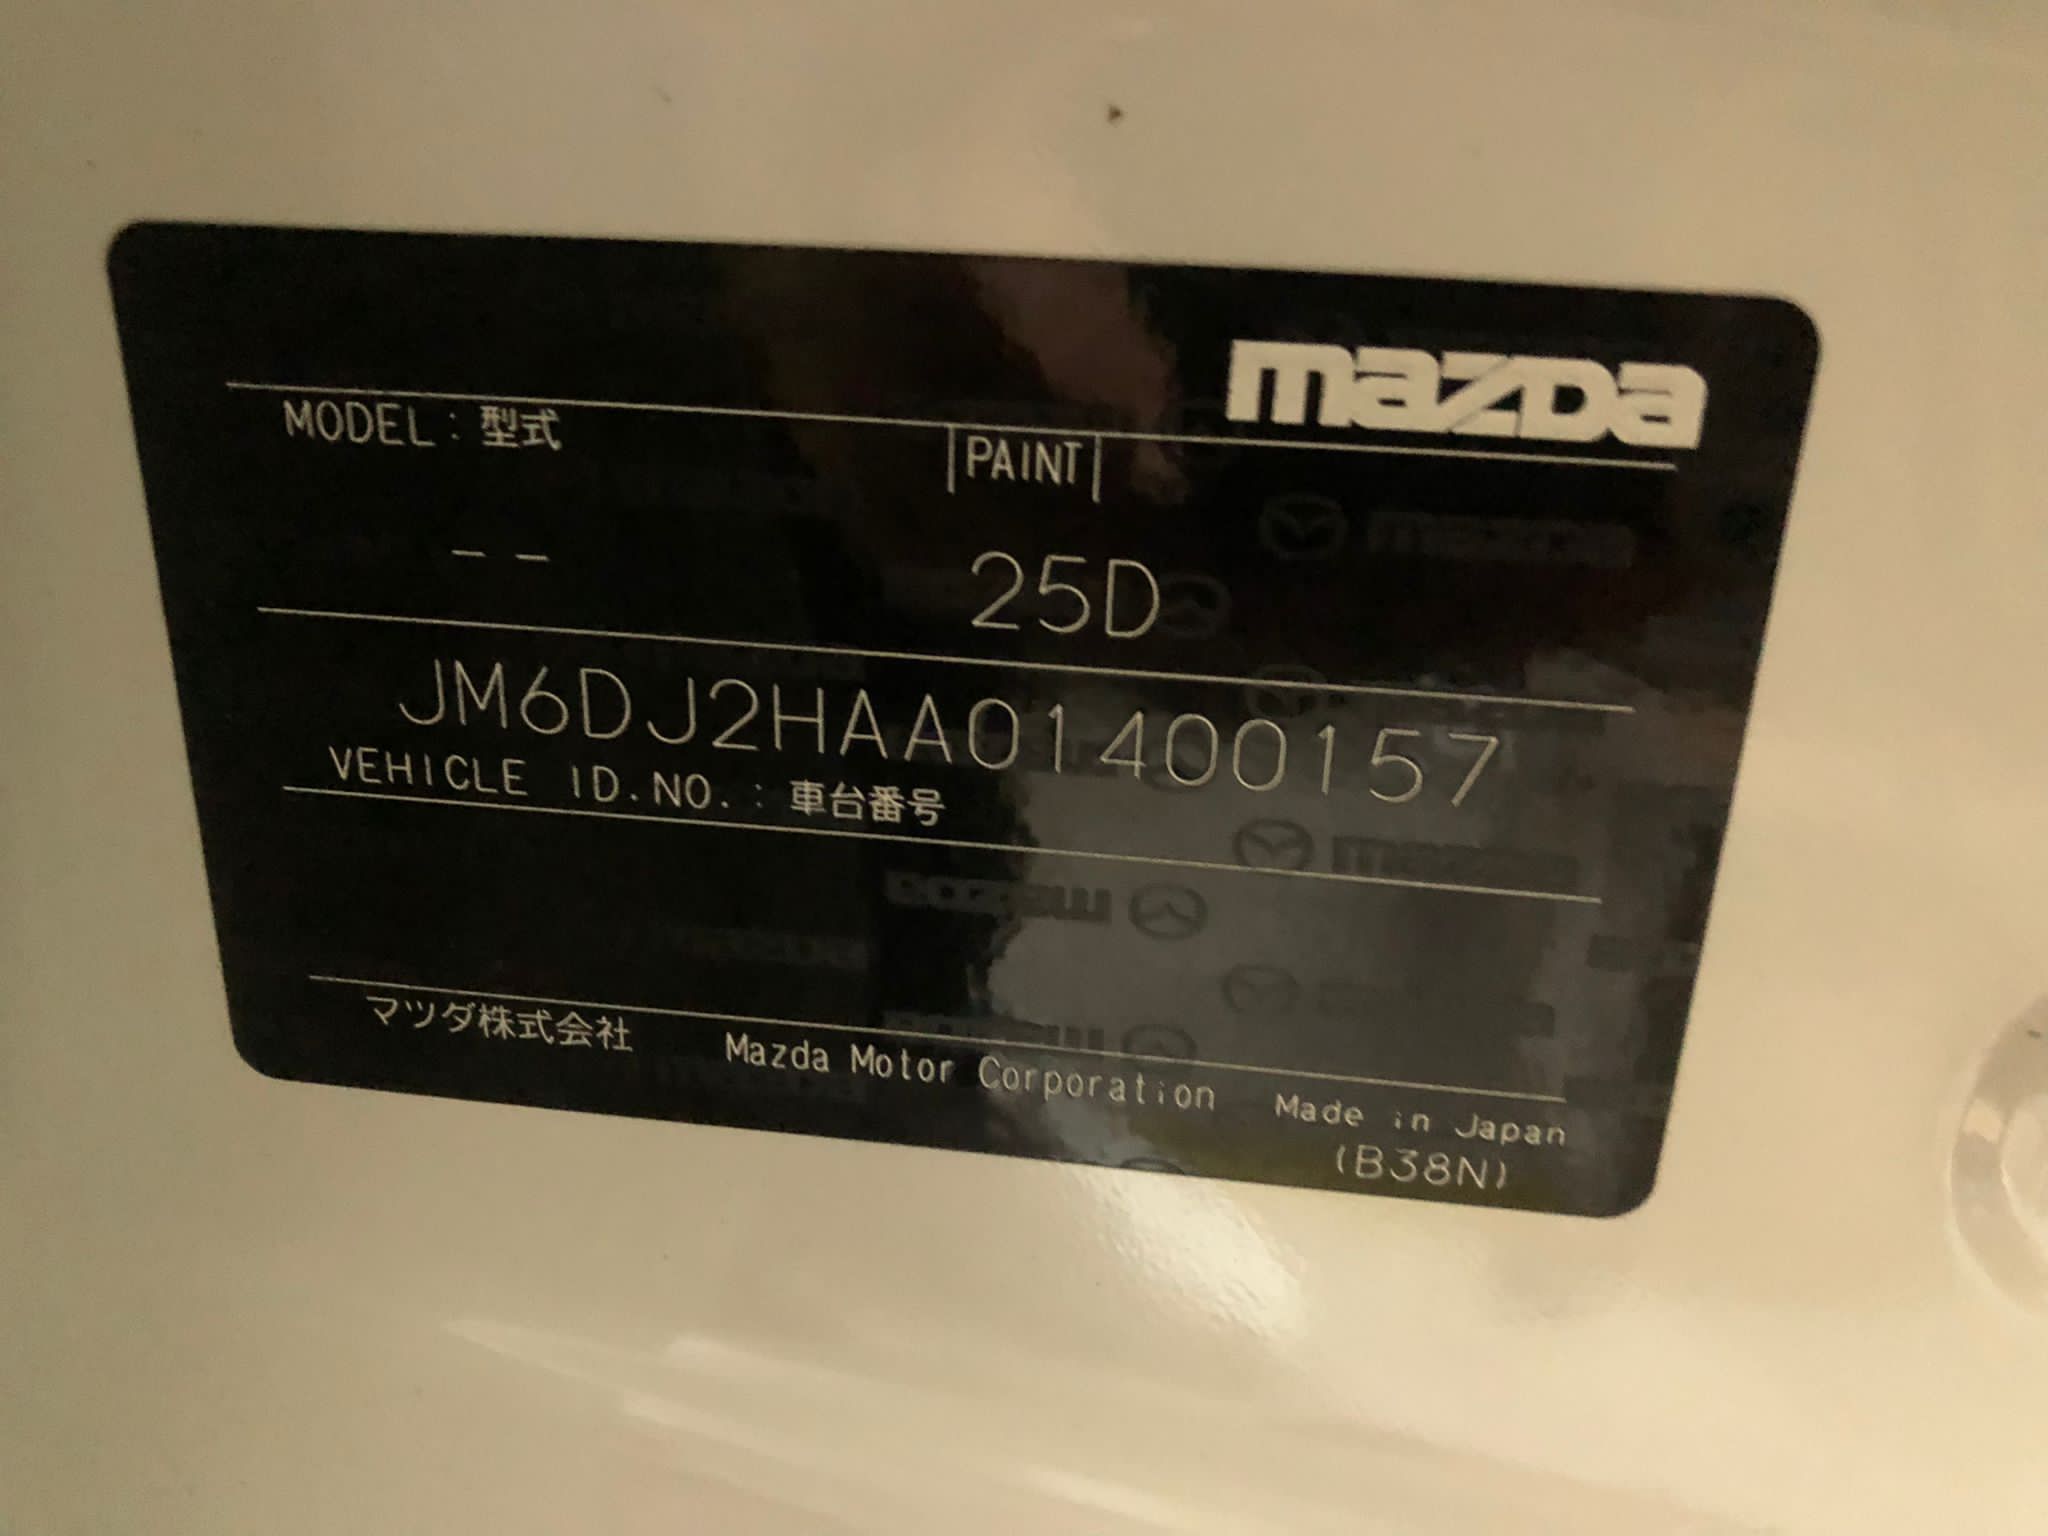 mazda
MODEL : 型式
PAINT
-- 25D
JM6DJ2HAA01400157
VEHICLE ID.NO. : 車台番号
マツダ株式会社 Mazda Motor Corporation Made in Japan
(B38N)